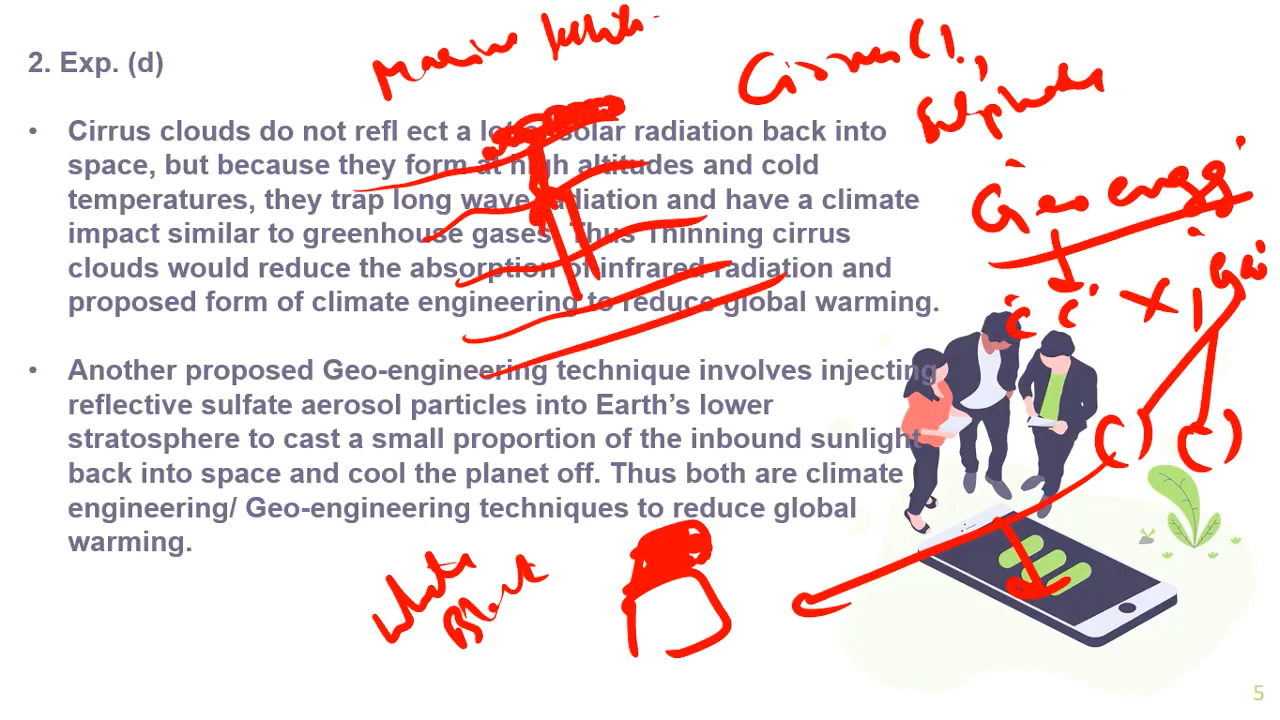 2. Exp. (d)
Cirrus Cl.,
Geo engg.
• Cirrus clouds do not refl ect a lot of solar radiation back into
space, but because they form at high altitudes and cold
temperatures, they trap long wave radiation and have a climate
impact similar to greenhouse gases. Thus Thinning cirrus
clouds would reduce the absorption of infrared radiation and
proposed form of climate engineering to reduce global warming.
• Another proposed Geo-engineering technique involves injecting
reflective sulfate aerosol particles into Earth's lower
stratosphere to cast a small proportion of the inbound sunlight
back into space and cool the planet off. Thus both are climate
engineering/ Geo-engineering techniques to reduce global
warming.
5